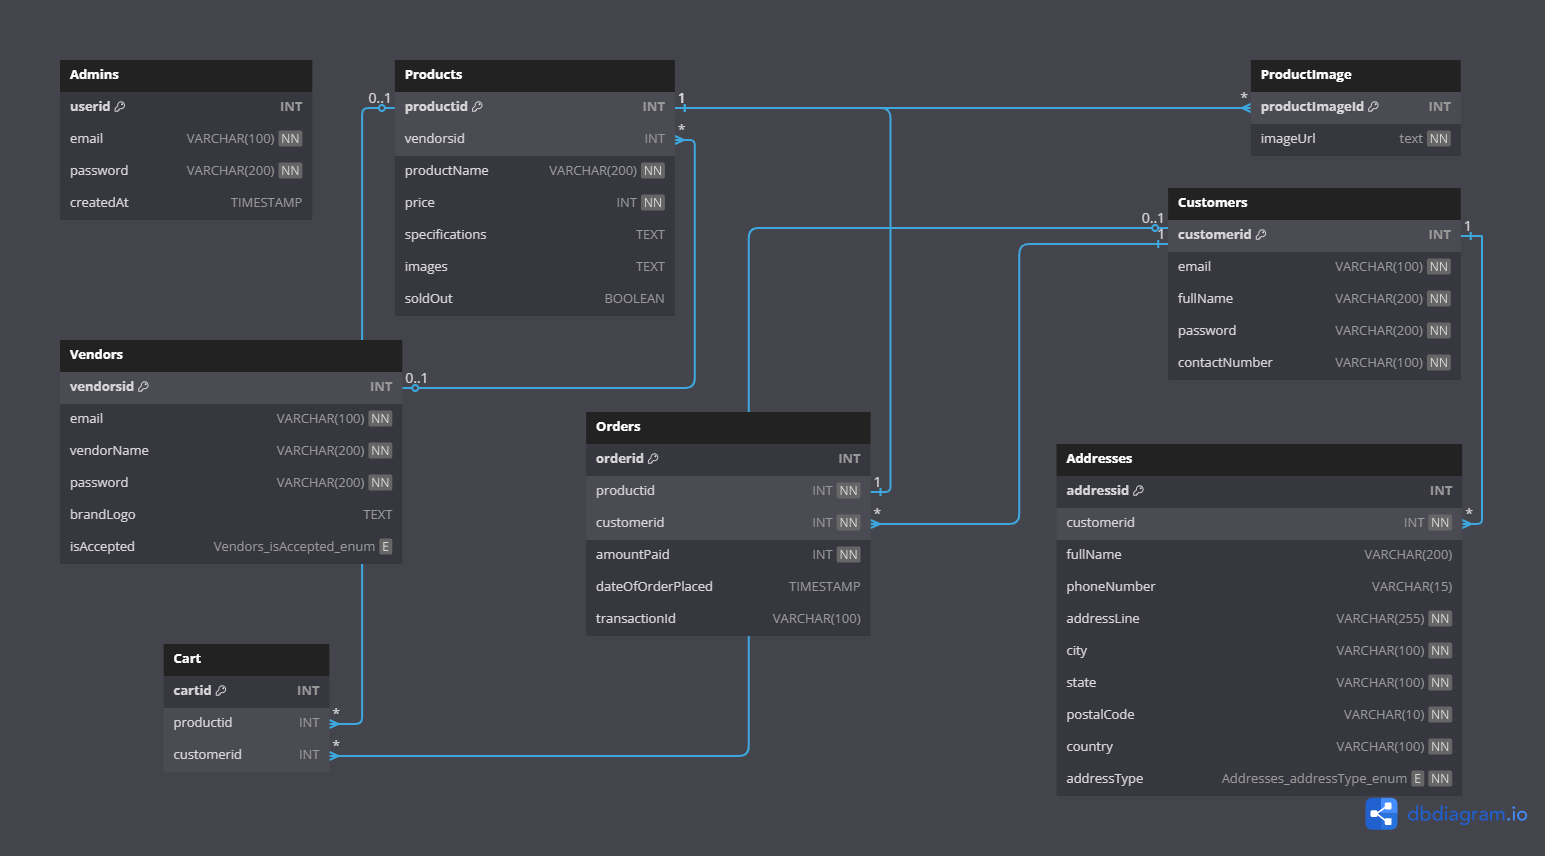 Admins
userid INT
email VARCHAR(100) NN
password VARCHAR(200) NN
createdAt TIMESTAMP
0..1
Products
productid INT
vendorsid INT
productName VARCHAR(200) NN
price INT NN
specifications TEXT
images TEXT
soldOut BOOLEAN
1
*
*
ProductImage
productImageId INT
imageUrl text NN
0..1
1
Customers
customerid INT
email VARCHAR(100) NN
fullName VARCHAR(200) NN
password VARCHAR(200) NN
contactNumber VARCHAR(100) NN
1
Vendors
vendorsid INT
email VARCHAR(100) NN
vendorName VARCHAR(200) NN
password VARCHAR(200) NN
brandLogo TEXT
isAccepted Vendors_isAccepted_enum E
0..1
Orders
orderid INT
productid INT NN
customerid INT NN
amountPaid INT NN
dateOfOrderPlaced TIMESTAMP
transactionId VARCHAR(100)
1
*
Addresses
addressid INT
customerid INT NN
fullName VARCHAR(200)
phoneNumber VARCHAR(15)
addressLine VARCHAR(255) NN
city VARCHAR(100) NN
state VARCHAR(100) NN
postalCode VARCHAR(10) NN
country VARCHAR(100) NN
addressType Addresses_addressType_enum E NN
*
Cart
cartid INT
productid INT
customerid INT
*
*
dbdiagram.io